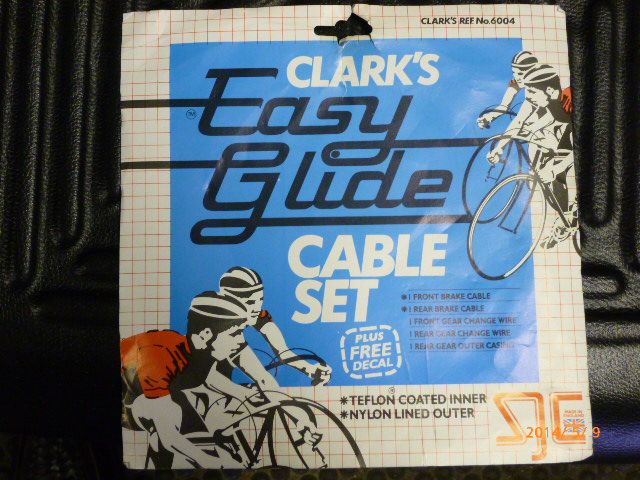 CLARK'S REF No.6004
CLARK'S
Easy
TM
Glide
CABLE
SET
* 1 FRONT BRAKE CABLE
* 1 REAR BRAKE CABLE
1 FRONT GEAR CHANGE WIRE
1 REAR GEAR CHANGE WIRE
1 REAR GEAR OUTER CASING
PLUS
FREE
DECAL
* TEFLON COATED INNER
* NYLON LINED OUTER
SJC
MADE IN
ENGLAND